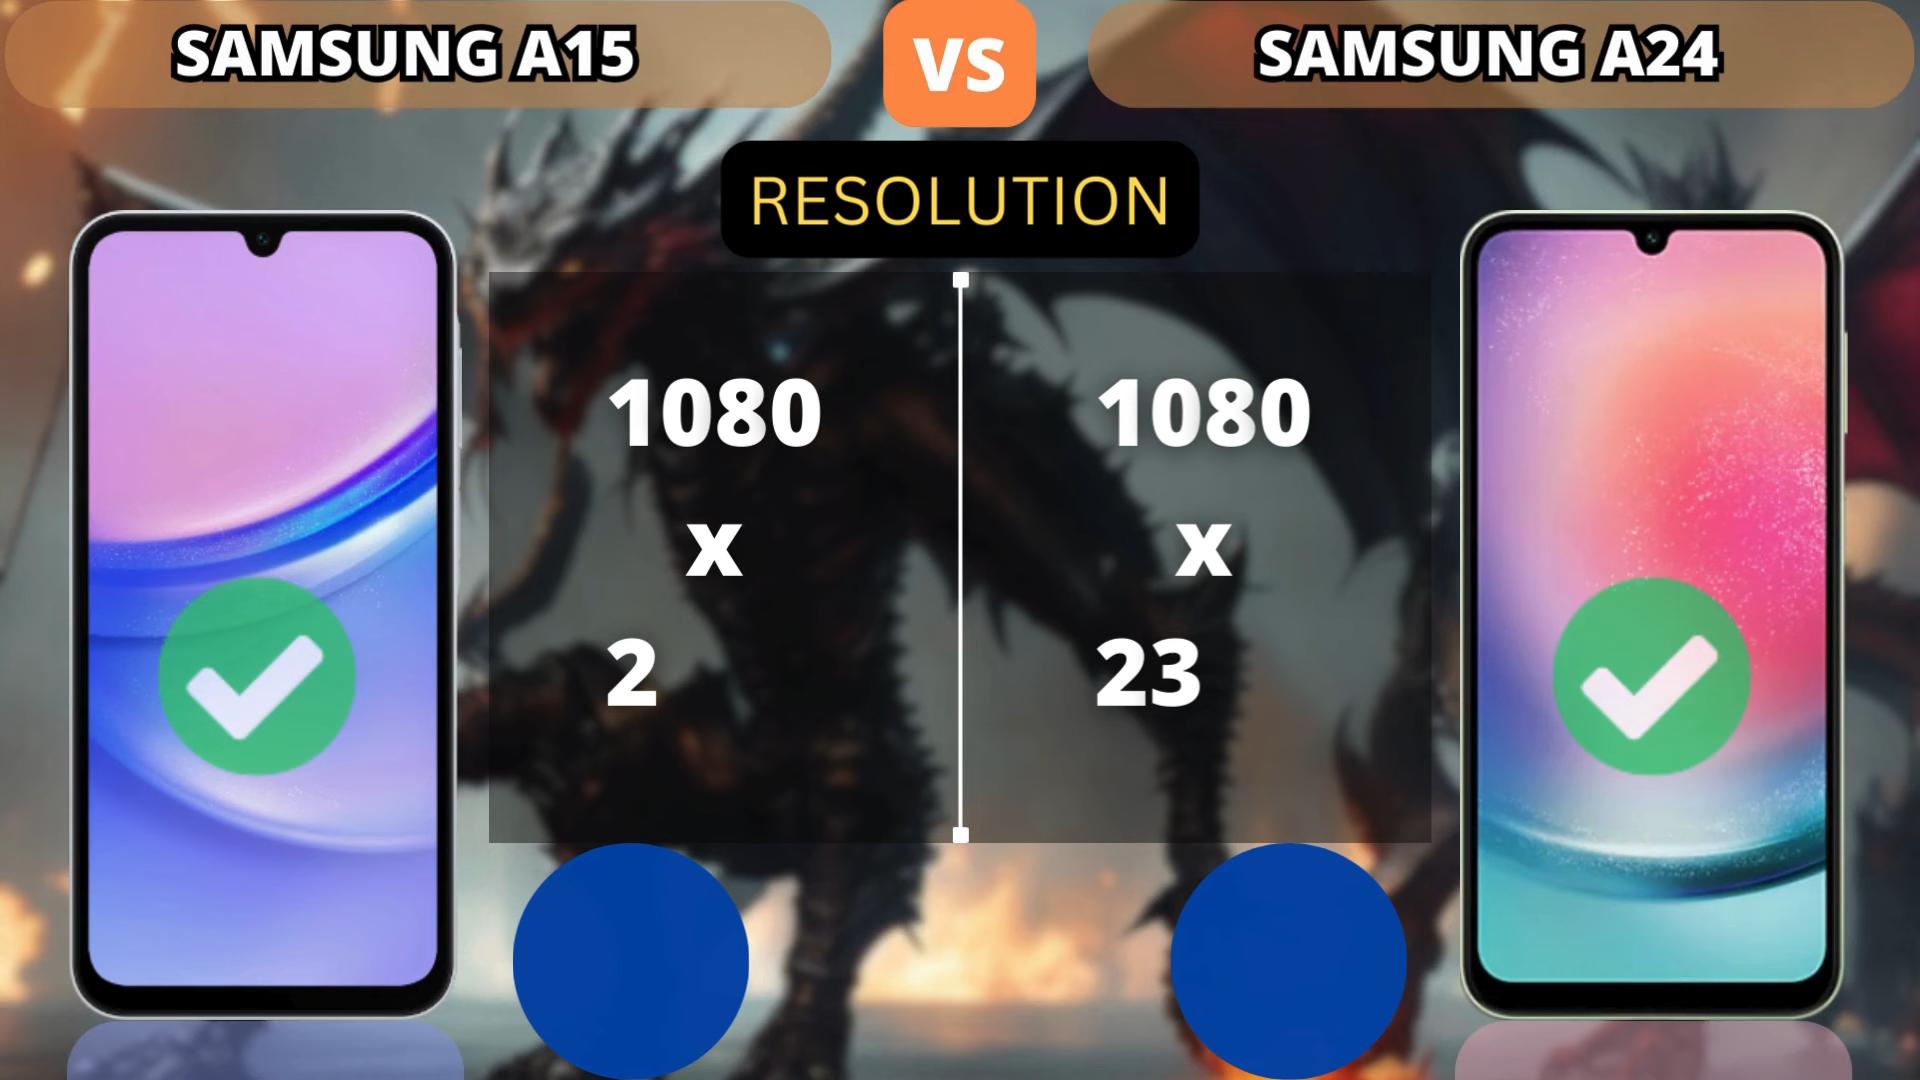 SAMSUNG A15
VS
SAMSUNG A24
RESOLUTION
1080
x
2
1080
x
23